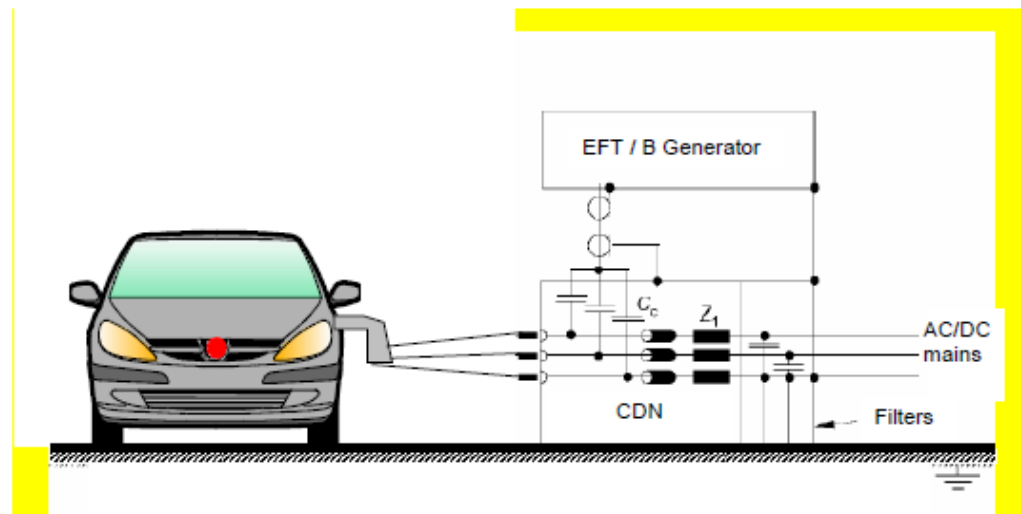 EFT / B Generator
Cc
Z1
AC/DC
mains
CDN
Filters